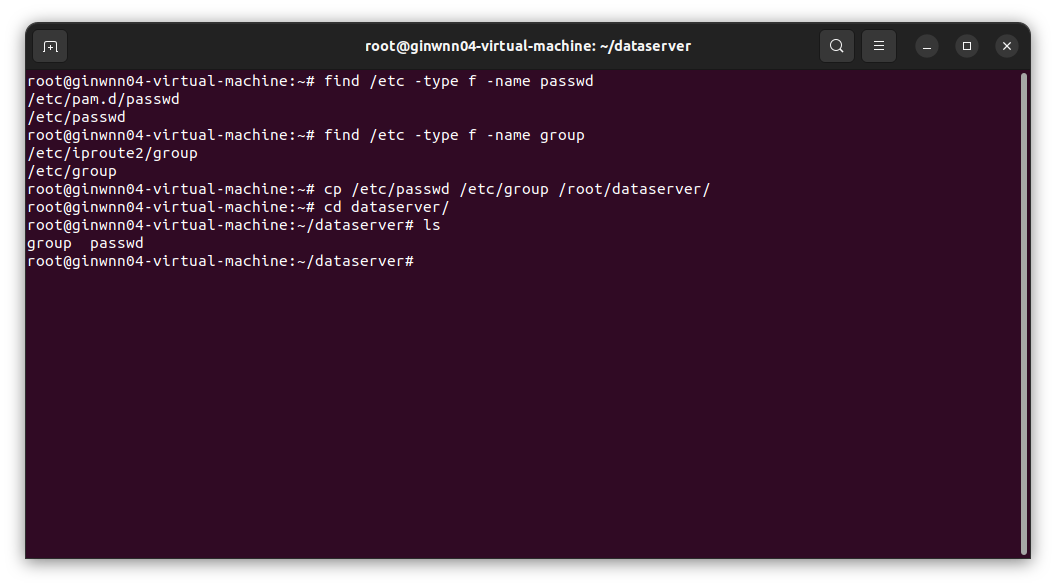 root@ginwnn04-virtual-machine: ~/dataserver
root@ginwnn04-virtual-machine:~# find /etc -type f -name passwd
/etc/pam.d/passwd
/etc/passwd
root@ginwnn04-virtual-machine:~# find /etc -type f -name group
/etc/iproute2/group
/etc/group
root@ginwnn04-virtual-machine:~# cp /etc/passwd /etc/group /root/dataserver/
root@ginwnn04-virtual-machine:~# cd dataserver/
root@ginwnn04-virtual-machine:~/dataserver# ls
group  passwd
root@ginwnn04-virtual-machine:~/dataserver#